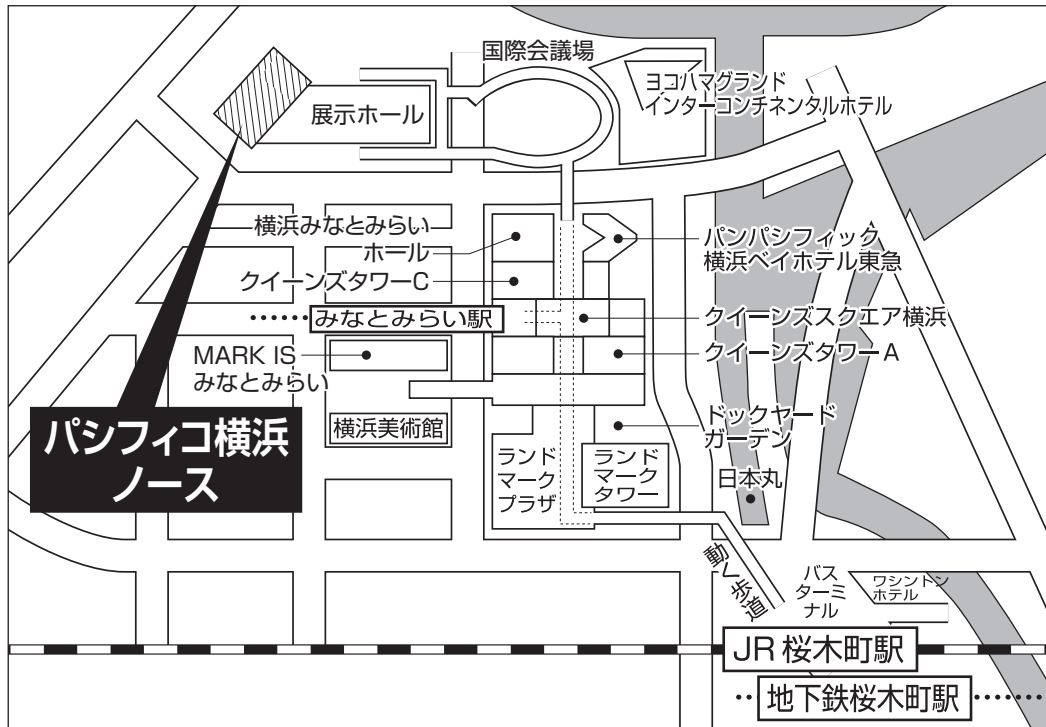 国際会議場
ヨコハマグランド
インターコンチネンタルホテル
展示ホール
横浜みなとみらい
ホール
パンパシフィック
横浜ベイホテル東急
クイーンズタワーC
みなとみらい駅
クイーンズスクエア横浜
MARK IS
みなとみらい
クイーンズタワーA
パシフィコ横浜
ノース
横浜美術館
ドックヤード
ガーデン
ランド
マーク
プラザ
ランド
マーク
タワー
日本丸
動く歩道
バス
ターミ
ナル
ワシントン
ホテル
JR 桜木町駅
地下鉄桜木町駅